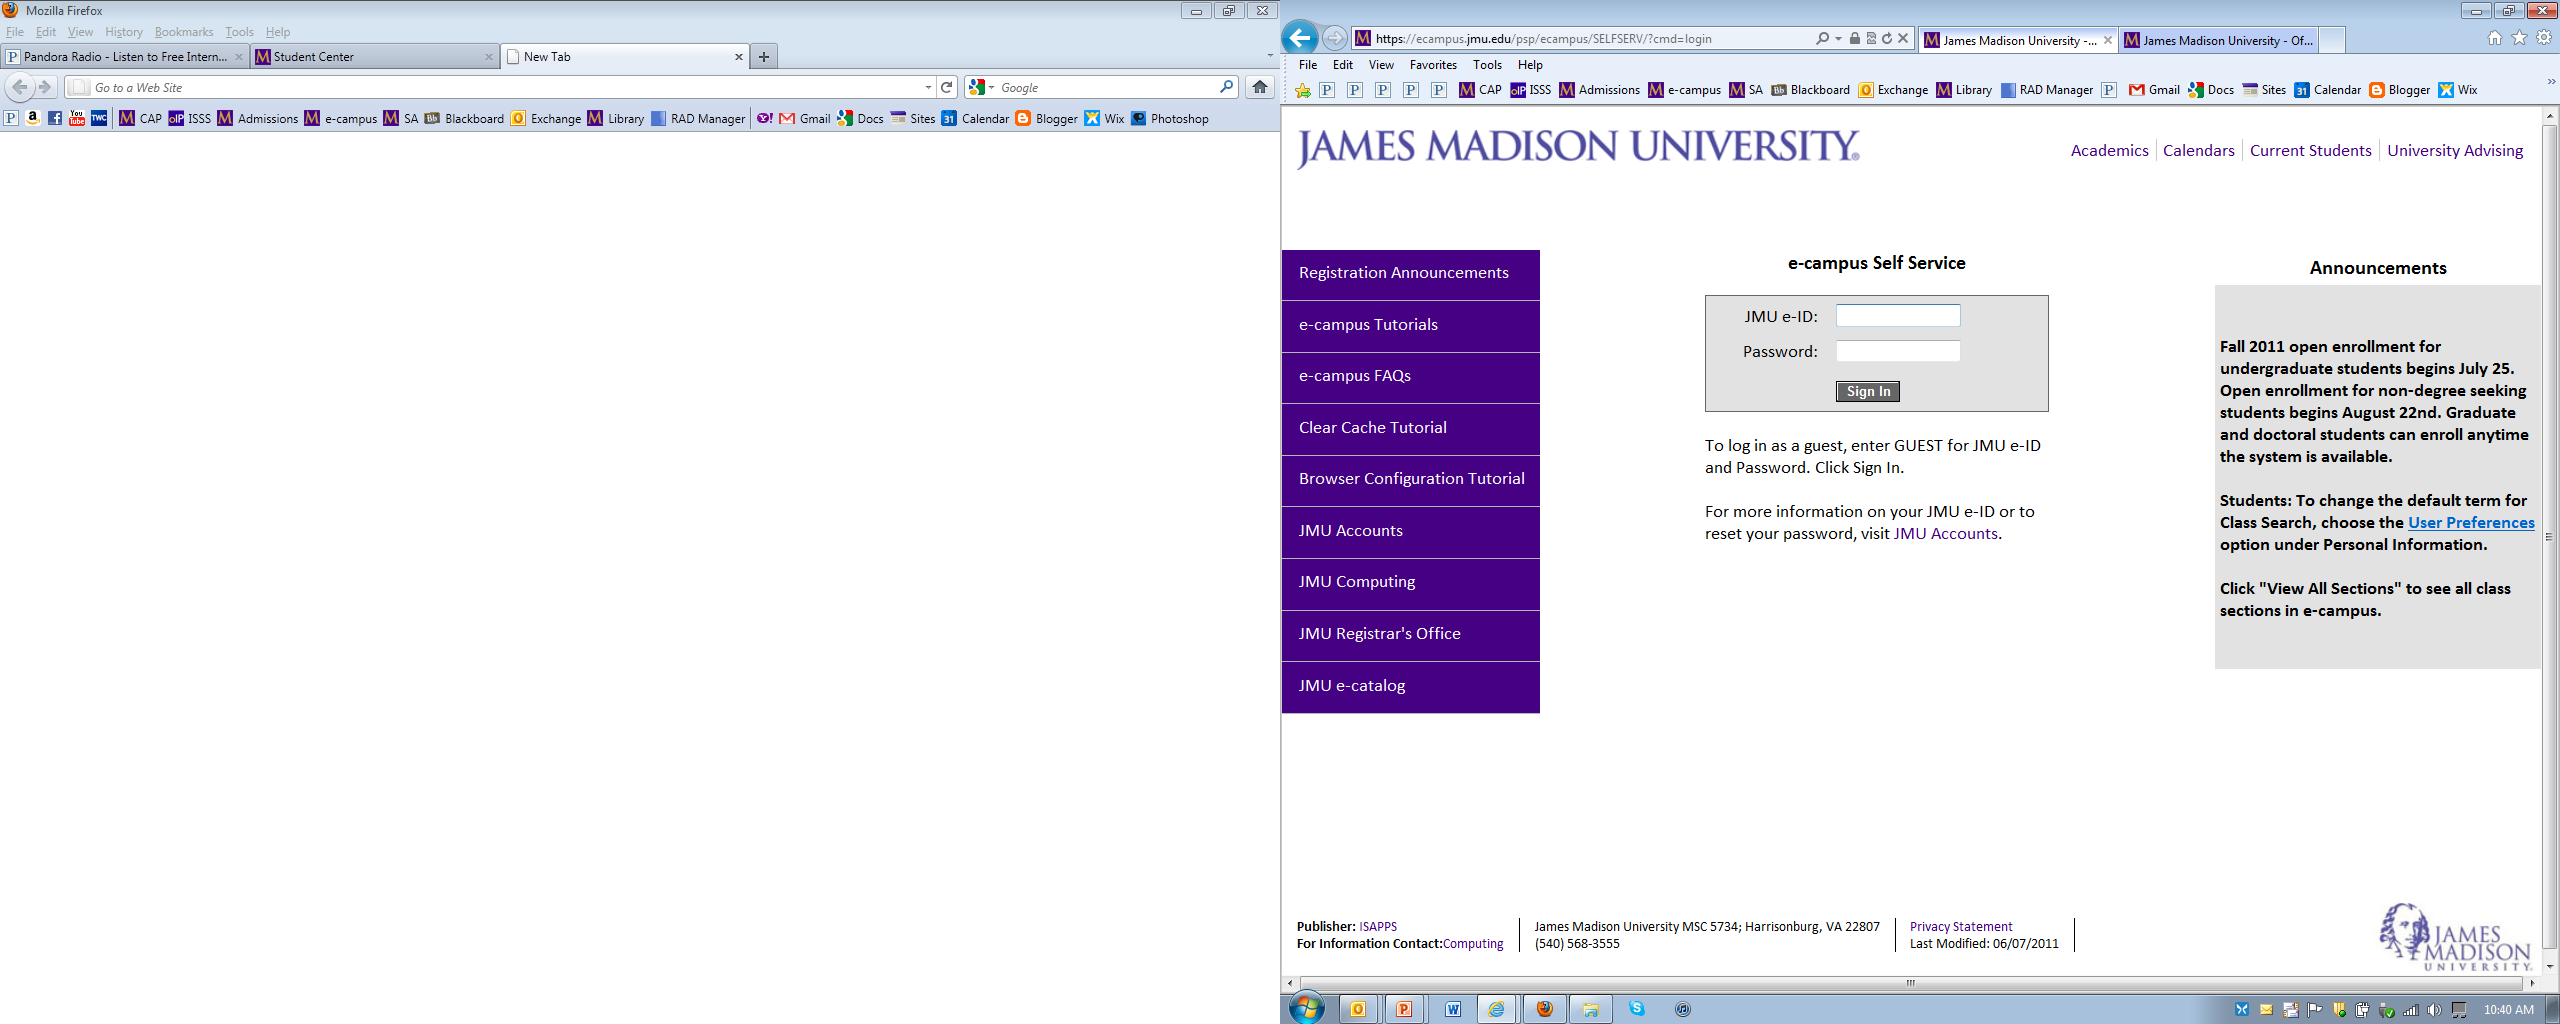 Mozilla Firefox
File Edit View History Bookmarks Tools Help
Pandora Radio - Listen to Free Intern... Student Center New Tab
Go to a Web Site Google
CAP ISSS Admissions e-campus SA Blackboard Exchange Library RAD Manager Gmail Docs Sites Calendar Blogger Wix Photoshop
https://ecampus.jmu.edu/psp/ecampus/SELFSERV/?cmd=login James Madison University -... James Madison University - Of...
File Edit View Favorites Tools Help
CAP ISSS Admissions e-campus SA Blackboard Exchange Library RAD Manager Gmail Docs Sites Calendar Blogger Wix
JAMES MADISON UNIVERSITY®
Academics Calendars Current Students University Advising
Registration Announcements
e-campus Tutorials
e-campus FAQs
Clear Cache Tutorial
Browser Configuration Tutorial
JMU Accounts
JMU Computing
JMU Registrar's Office
JMU e-catalog
e-campus Self Service
JMU e-ID:
Password:
Sign In
To log in as a guest, enter GUEST for JMU e-ID
and Password. Click Sign In.
For more information on your JMU e-ID or to
reset your password, visit JMU Accounts.
Announcements
Fall 2011 open enrollment for
undergraduate students begins July 25.
Open enrollment for non-degree seeking
students begins August 22nd. Graduate
and doctoral students can enroll anytime
the system is available.
Students: To change the default term for
Class Search, choose the User Preferences
option under Personal Information.
Click "View All Sections" to see all class
sections in e-campus.
Publisher: ISAPPS
For Information Contact:Computing
James Madison University MSC 5734; Harrisonburg, VA 22807
(540) 568-3555
Privacy Statement
Last Modified: 06/07/2011
JAMES
MADISON
UNIVERSITY.
10:40 AM